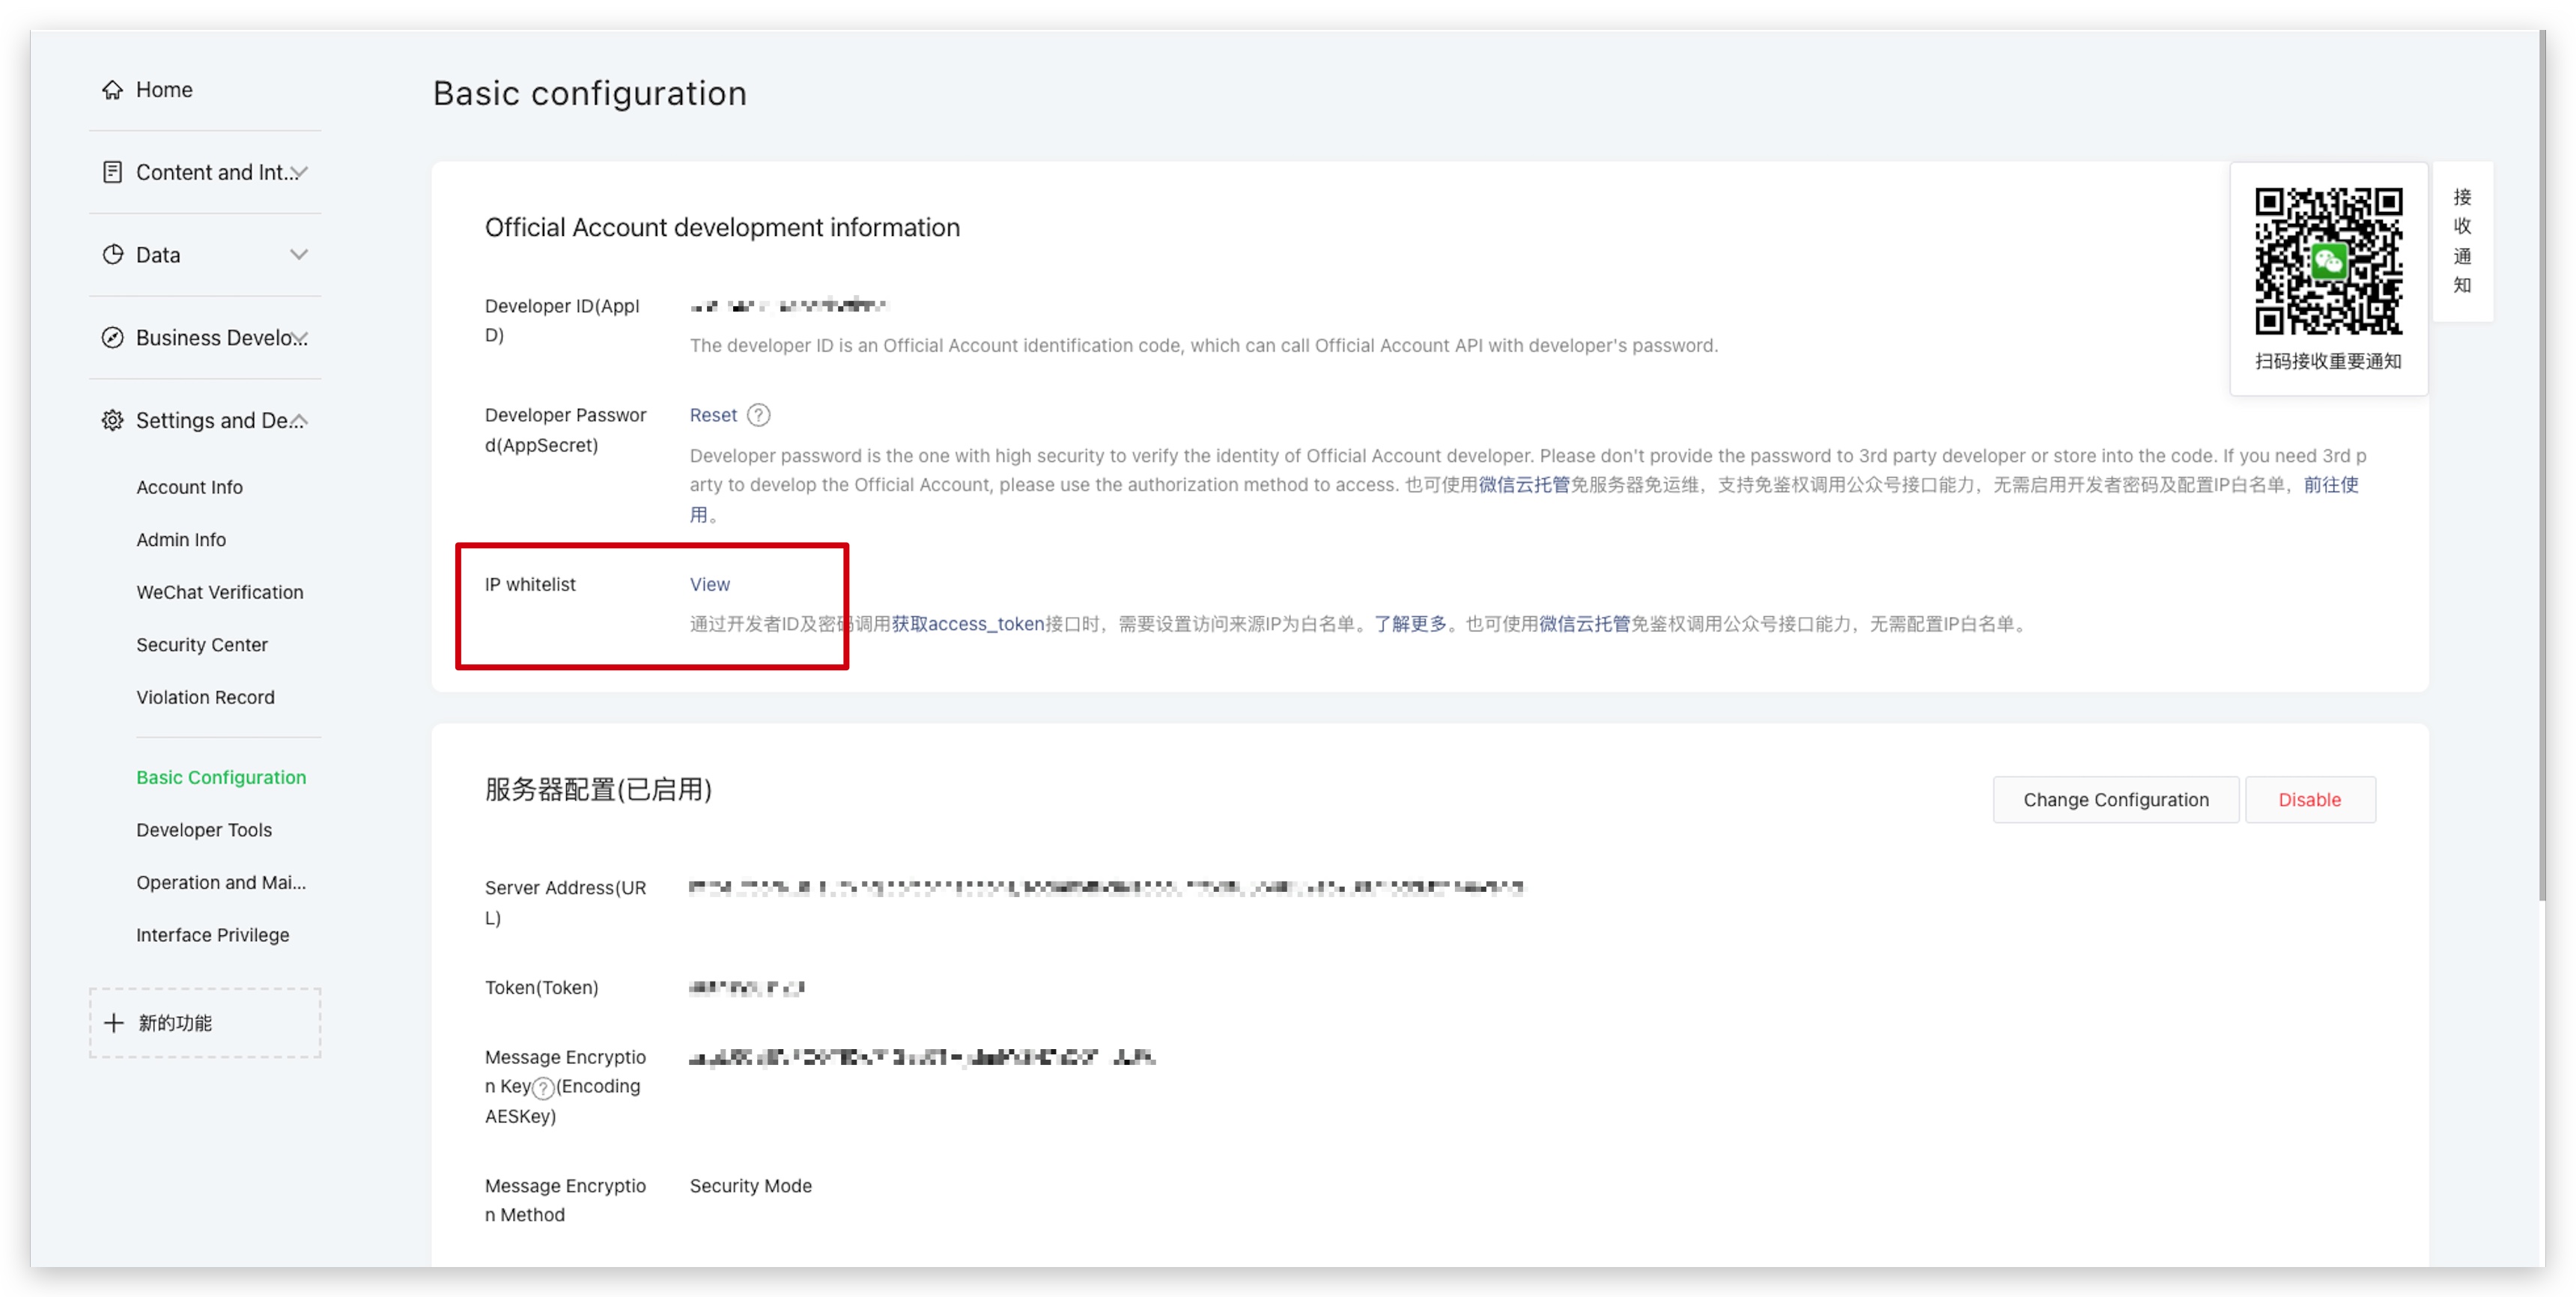 Home
Content and Int...
Data
Business Develo...
Settings and De...
Account Info
Admin Info
WeChat Verification
Security Center
Violation Record
Basic Configuration
Developer Tools
Operation and Mai...
Interface Privilege
新的功能
Basic configuration
Official Account development information
Developer ID(AppI
D)
The developer ID is an Official Account identification code, which can call Official Account API with developer's password.
Developer Passwor
d(AppSecret)
Reset ?
Developer password is the one with high security to verify the identity of Official Account developer. Please don't provide the password to 3rd party developer or store into the code. If you need 3rd p
arty to develop the Official Account, please use the authorization method to access. 也可使用微信云托管免服务器免运维，支持免鉴权调用公众号接口能力，无需启用开发者密码及配置IP白名单，前往使
用。
IP whitelist
View
通过开发者ID及密码调用获取access_token接口时，需要设置访问来源IP为白名单。了解更多。也可使用微信云托管免鉴权调用公众号接口能力，无需配置IP白名单。
扫码接收重要通知
接
收
通
知
服务器配置(已启用)
Change Configuration
Disable
Server Address(UR
L)
Token(Token)
Message Encryptio
n Key?(Encoding
AESKey)
Message Encryptio
n Method
Security Mode